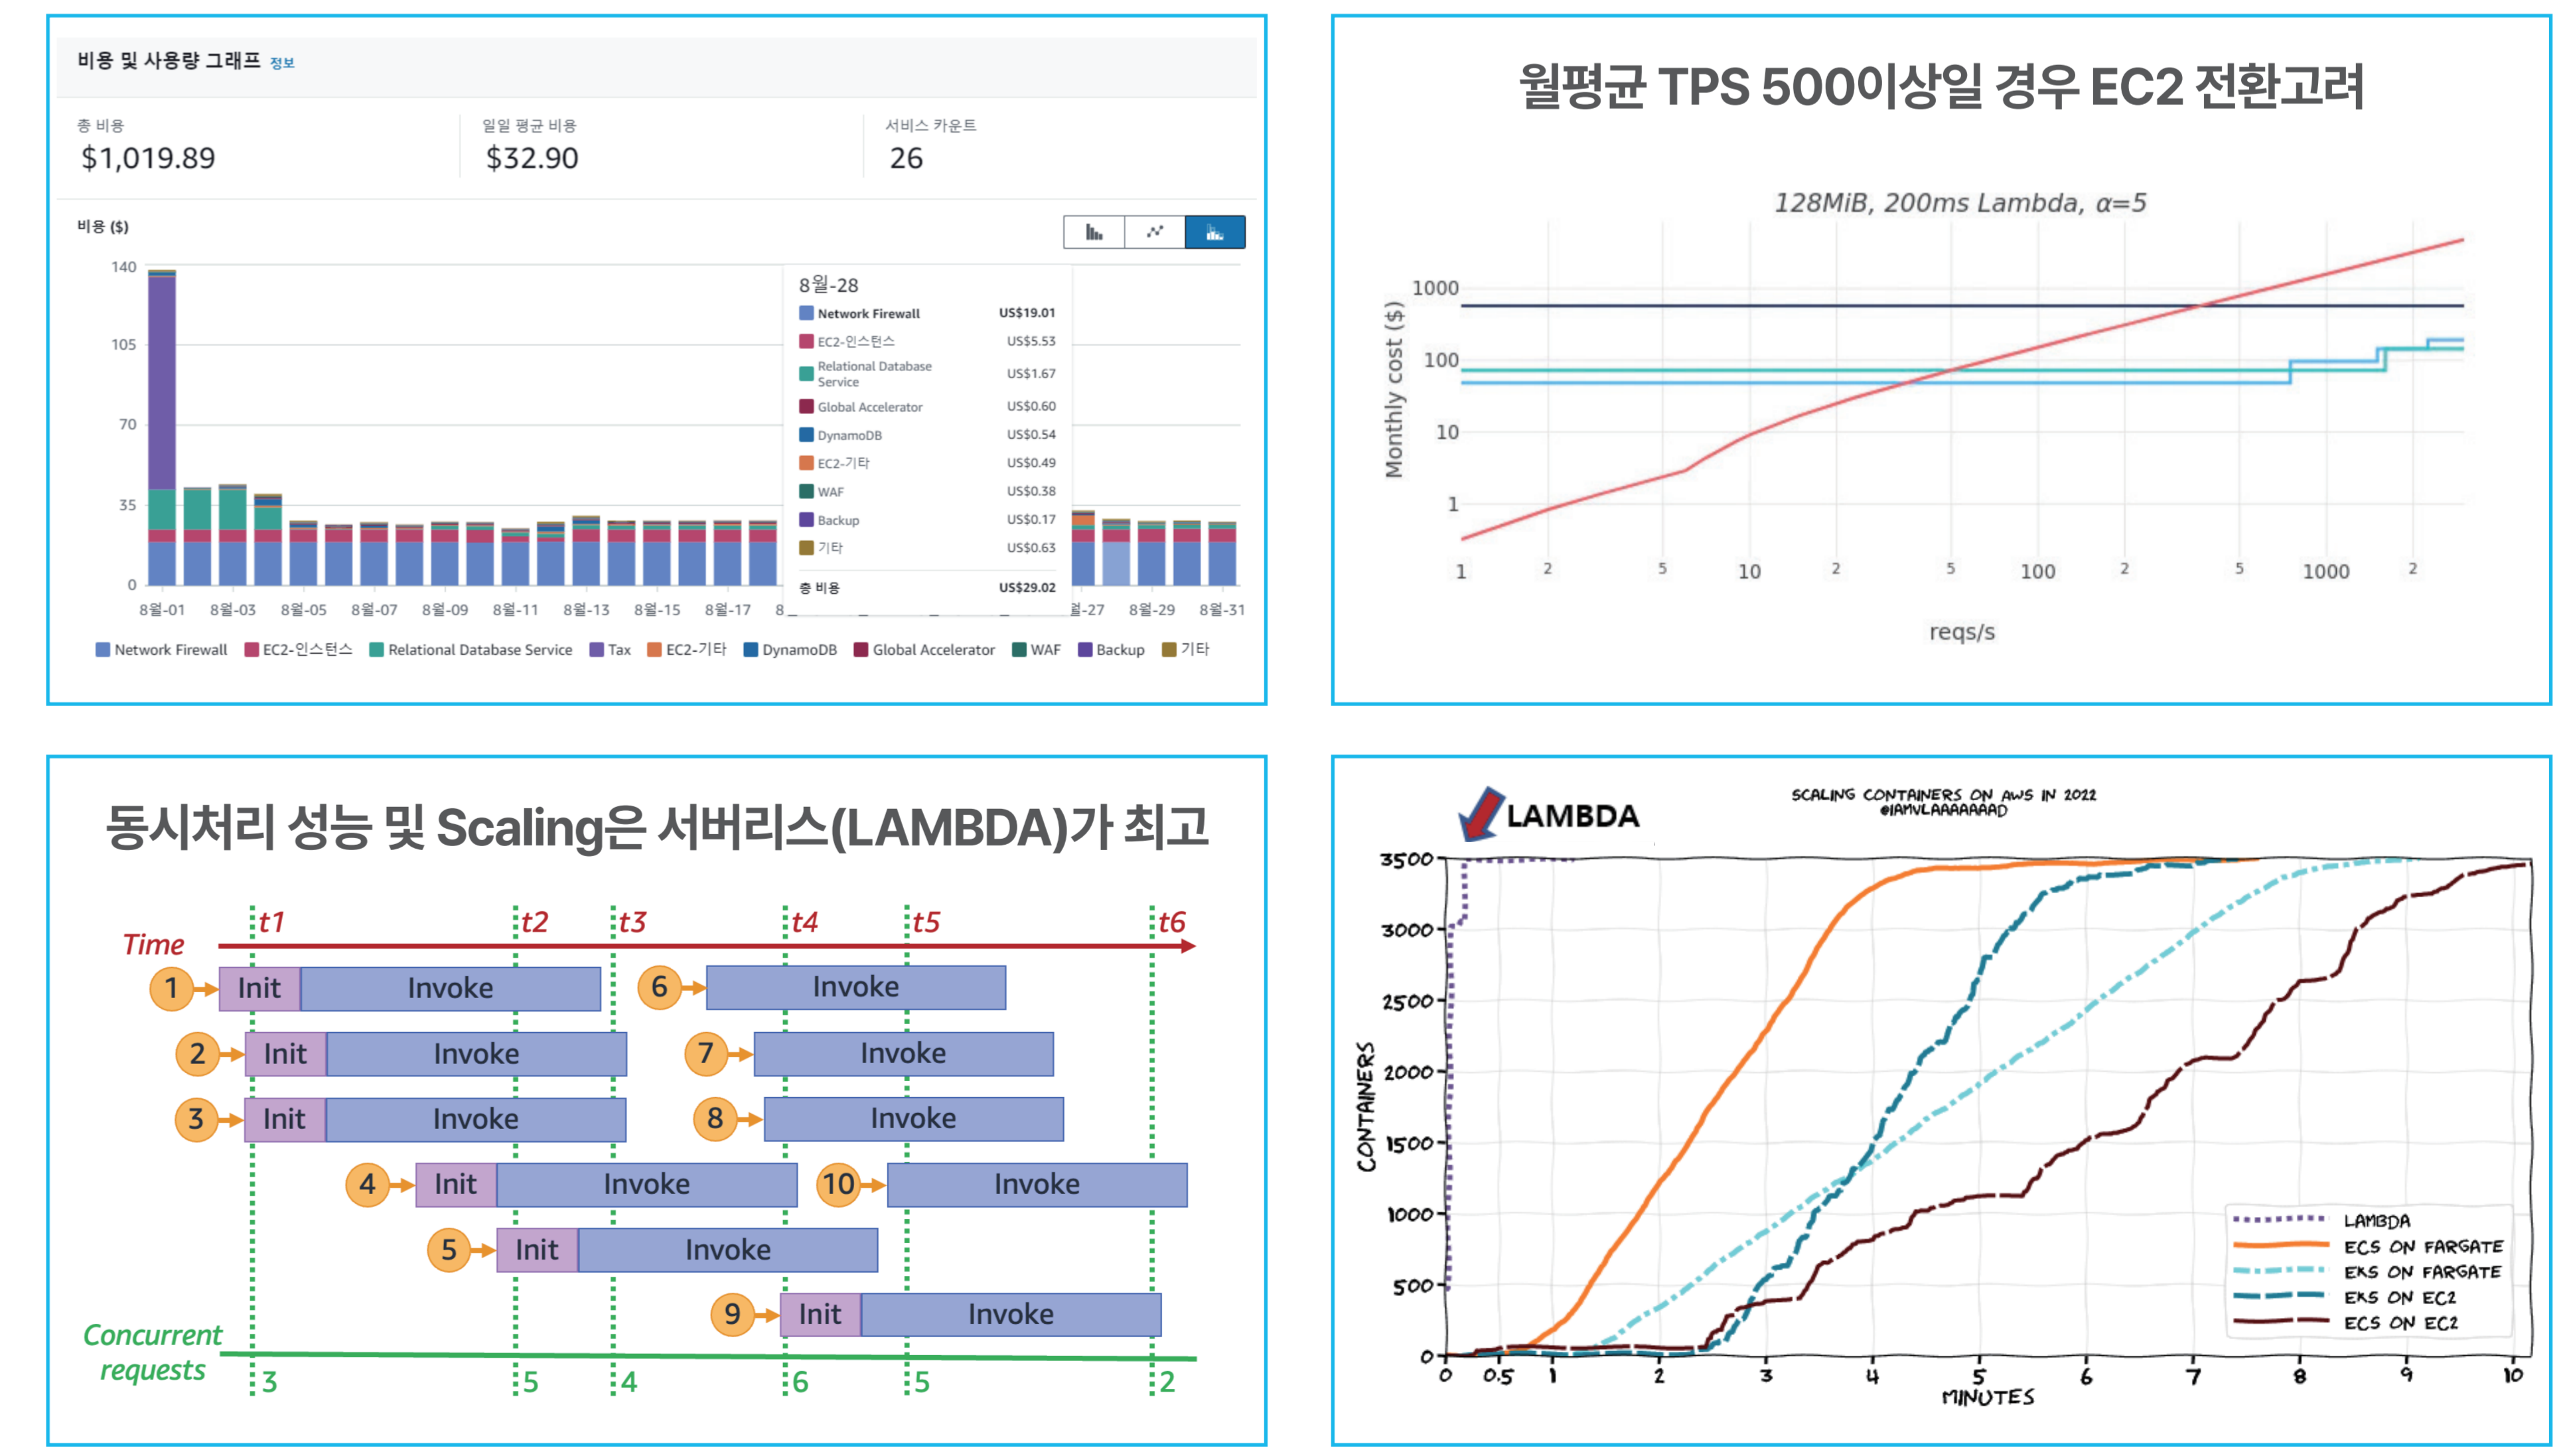 비용 및 사용량 그래프 정보
총 비용
$1,019.89
일일 평균 비용
$32.90
서비스 카운트
26
비용 ($)
140
105
70
35
0
8월-01 8월-03 8월-05 8월-07 8월-09 8월-11 8월-13 8월-15 8월-17 8월-29 8월-31
8월-28
Network Firewall US$19.01
EC2-인스턴스 US$5.53
Relational Database
Service US$1.67
Global Accelerator US$0.60
DynamoDB US$0.54
EC2-기타 US$0.49
WAF US$0.38
Backup US$0.17
기타 US$0.63
총 비용 US$29.02
Network Firewall EC2-인스턴스 Relational Database Service Tax EC2-기타 DynamoDB Global Accelerator WAF Backup 기타
월평균 TPS 500이상일 경우 EC2 전환고려
128MiB, 200ms Lambda, α=5
Monthly cost ($)
1000
100
10
1
1 2 5 10 2 5 100 2 5 1000 2
reqs/s
동시처리 성능 및 Scaling은 서버리스(LAMBDA)가 최고
t1 t2 t3 t4 t5 t6
Time
1 Init Invoke 6 Invoke
2 Init Invoke 7 Invoke
3 Init Invoke 8 Invoke
4 Init Invoke 10 Invoke
5 Init Invoke
9 Init Invoke
Concurrent
requests
3 5 4 6 5 2
LAMBDA
SCALING CONTAINERS ON AWS IN 2022
@IAMVLAAAAAAAD
CONTAINERS
3500
3000
2500
2000
1500
1000
500
0
0 0.5 1 2 3 4 5 6 7 8 9 10
MINUTES
LAMBDA
ECS ON FARGATE
EKS ON FARGATE
EKS ON EC2
ECS ON EC2